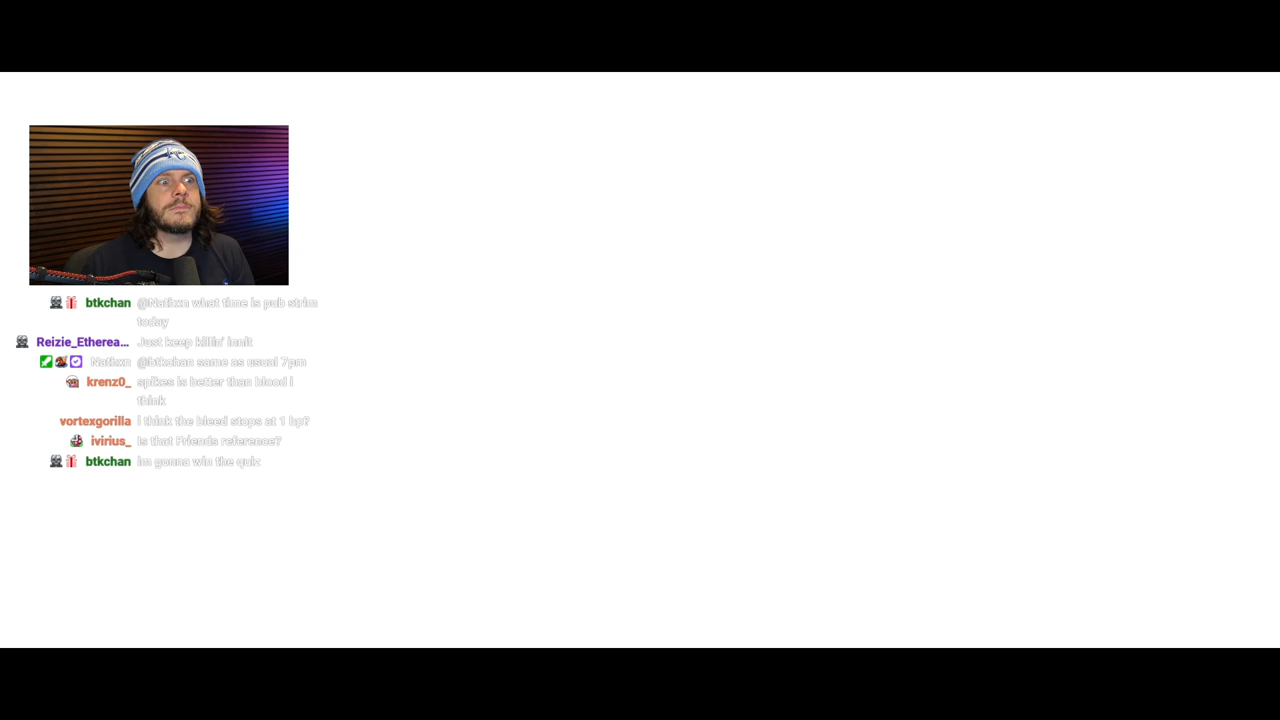 btkchan @Natixn what time is pub strim
today
Reizie_Etherea... Just keep killin' innit
Natixn @btkchan same as usual 7pm
krenz0_ spikes is better than blood i
think
vortexgorilla i think the bleed stops at 1 hp?
ivirius_ Is that Friends reference?
btkchan im gonna win the quiz
KC